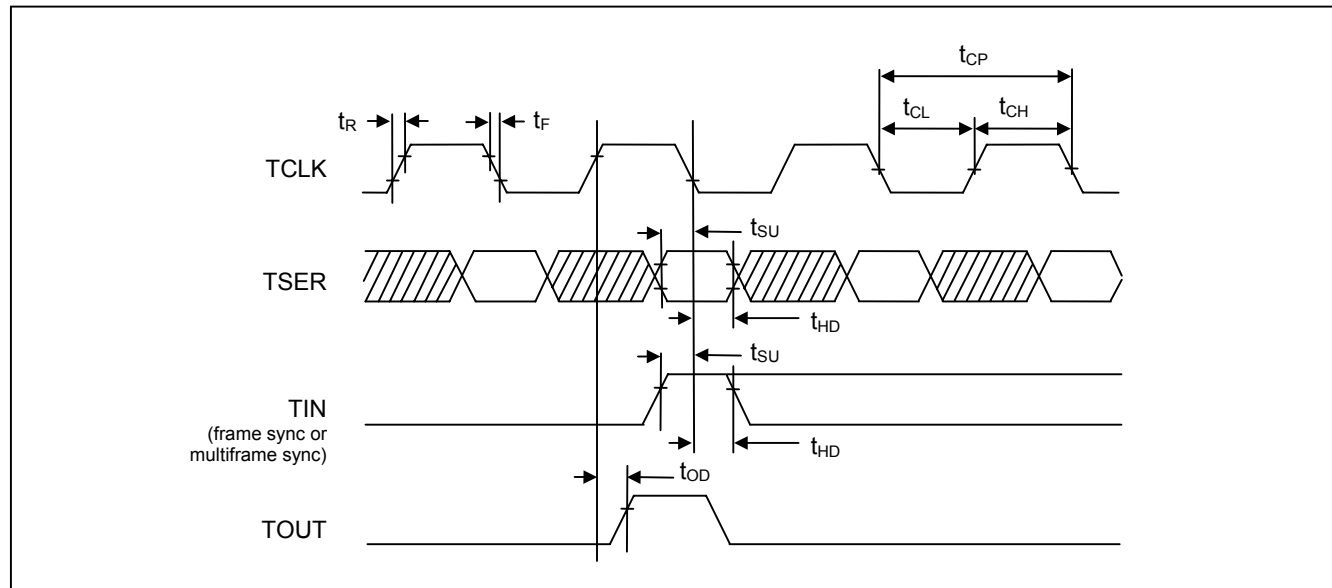 tCP
tR
tF
tCL
tCH
TCLK
tSU
TSER
tHD
tSU
TIN
(frame sync or
multiframe sync)
tHD
tOD
TOUT